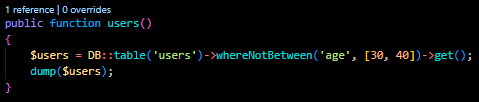 1 reference | 0 overrides
public function users()
{
    $users = DB::table('users')->whereNotBetween('age', [30, 40])->get();
    dump($users);
}